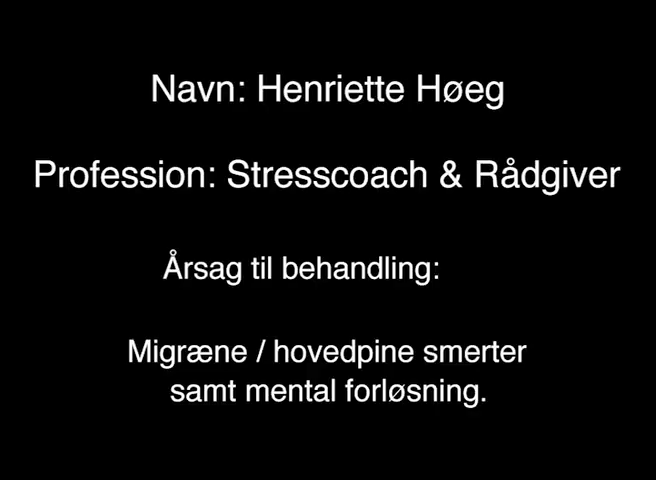 Navn: Henriette Høeg
Profession: Stresscoach & Rådgiver
Årsag til behandling:
Migræne / hovedpine smerter
samt mental forløsning.